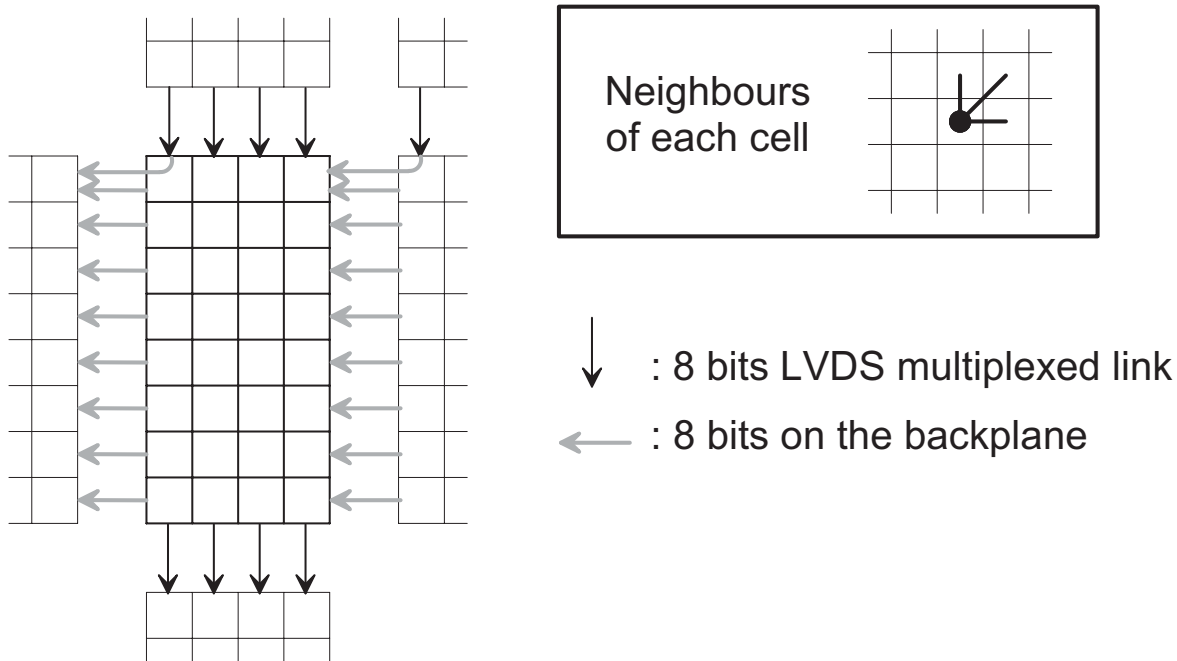 Neighbours
of each cell
: 8 bits LVDS multiplexed link
: 8 bits on the backplane